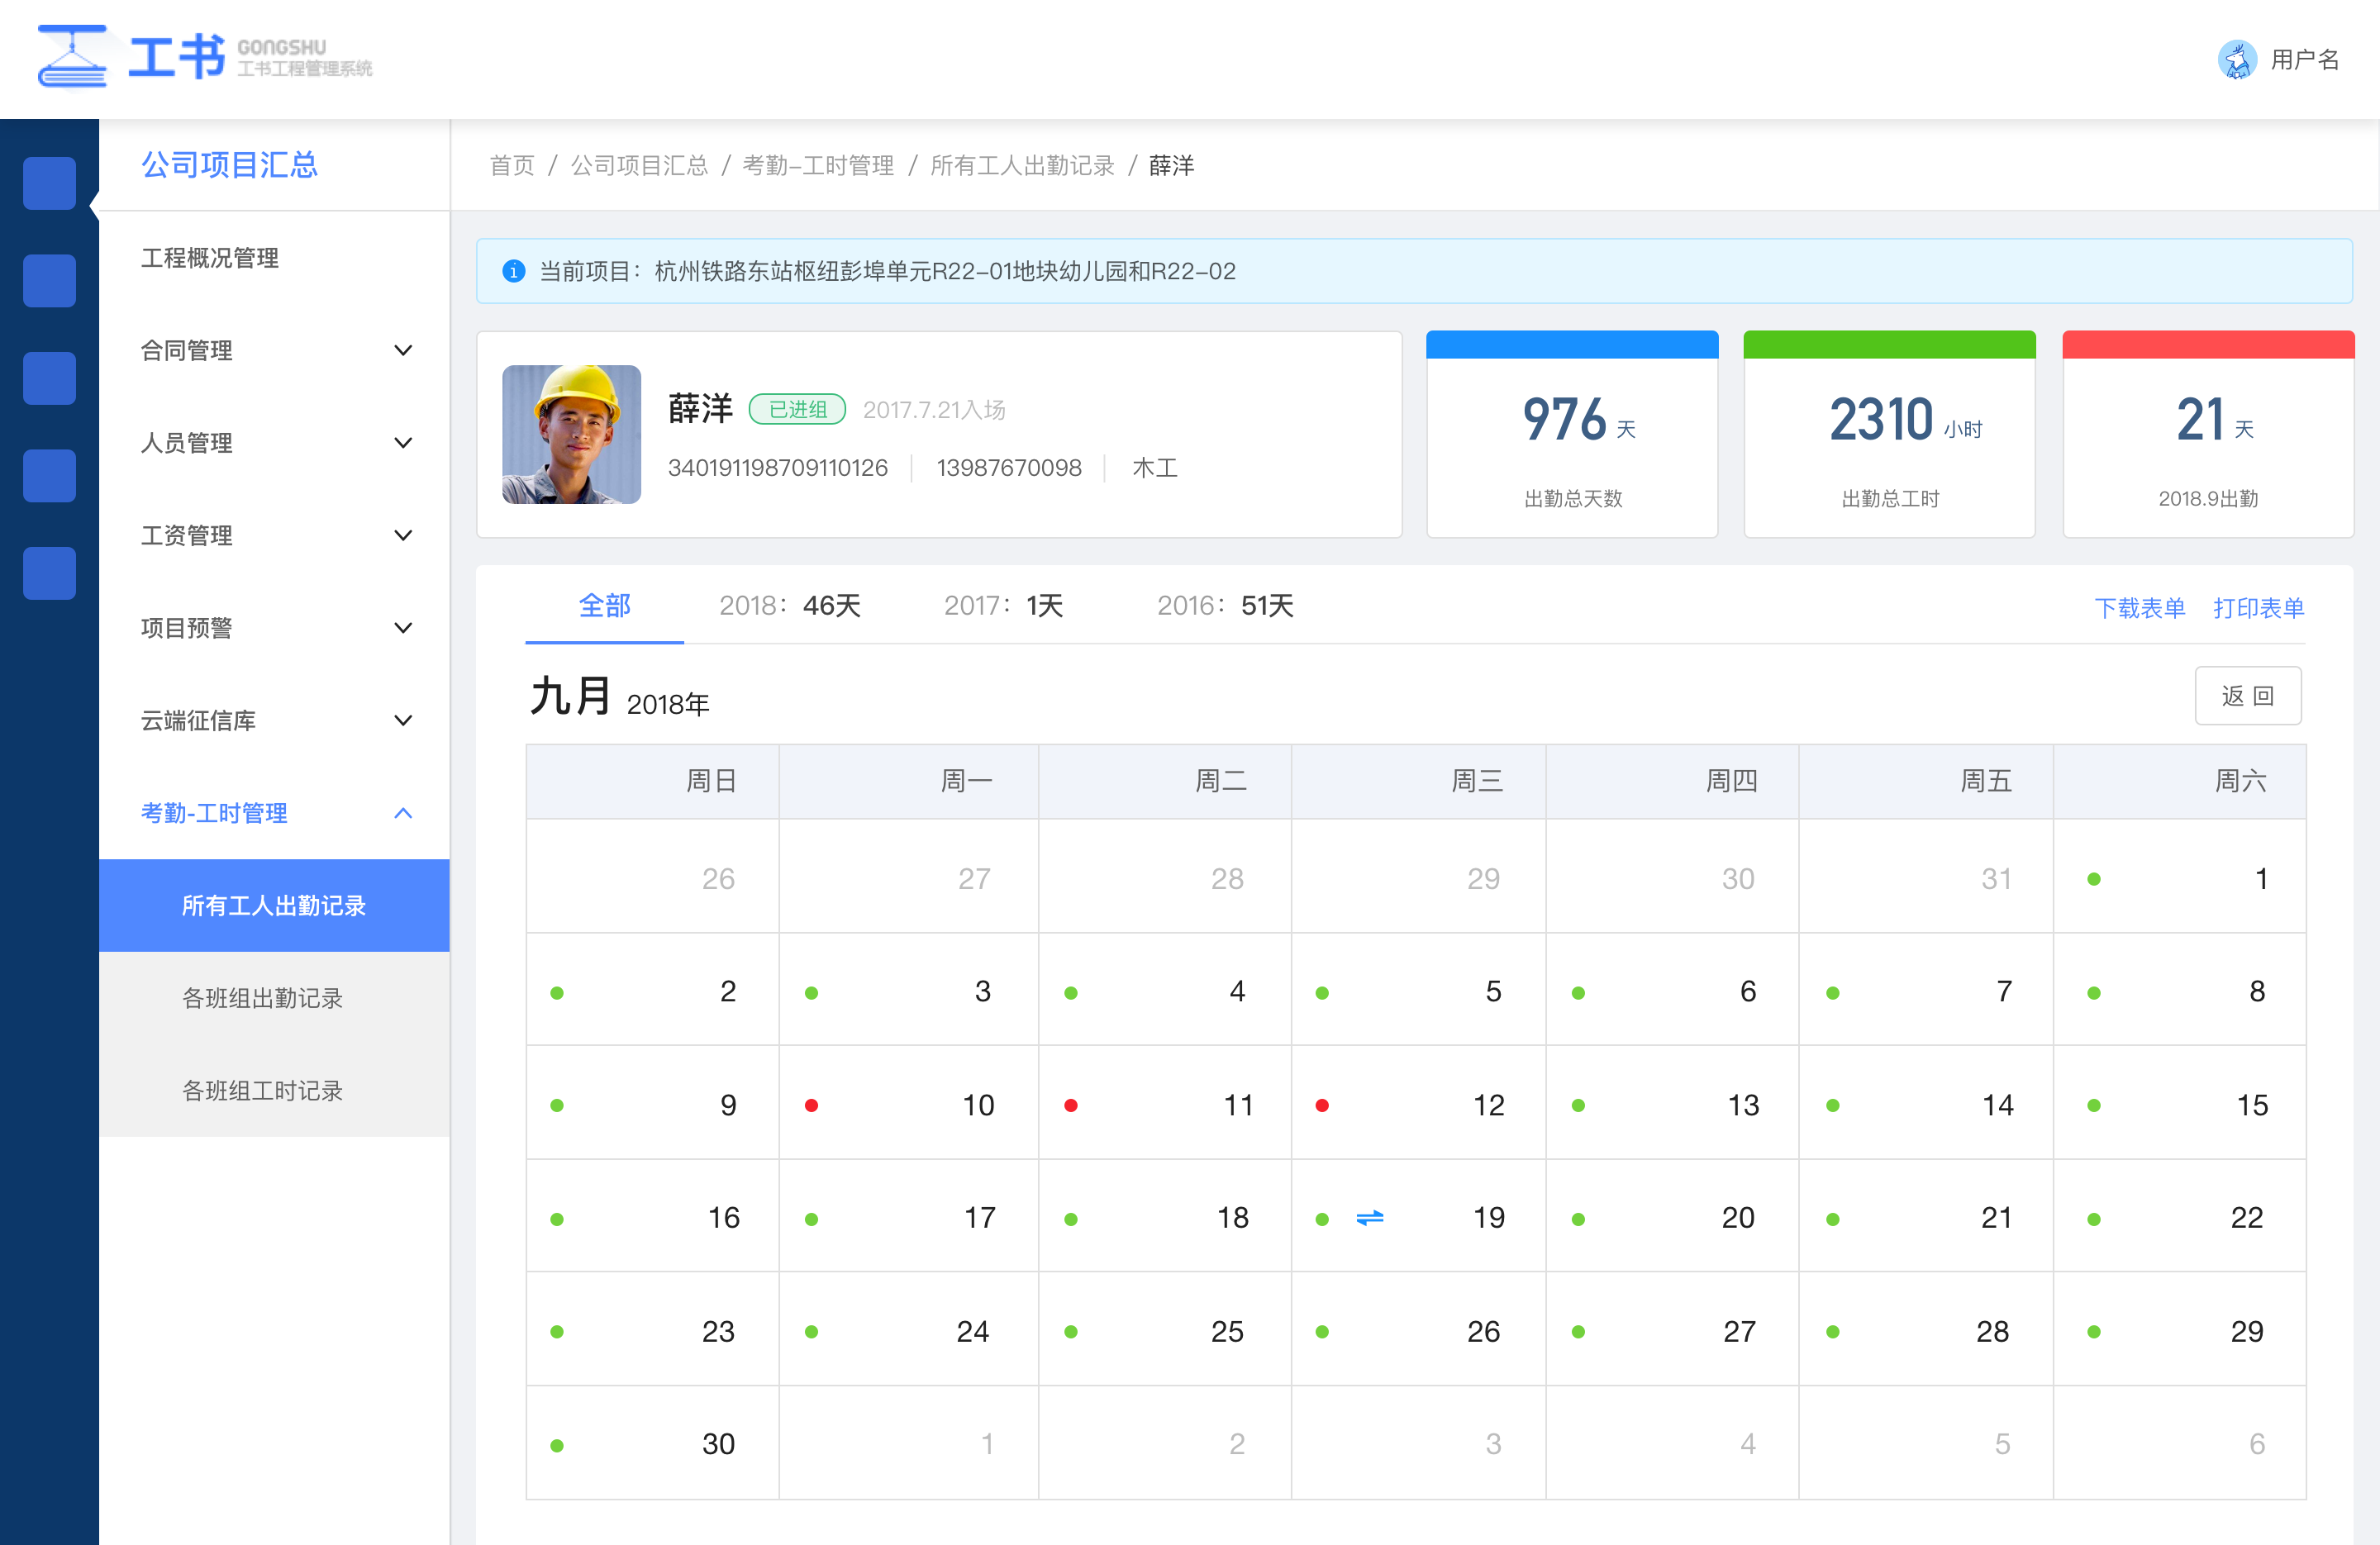 工书 GONGSHU
工书工程管理系统
用户名
公司项目汇总
首页 / 公司项目汇总 / 考勤-工时管理 / 所有工人出勤记录 / 薛洋
工程概况管理
合同管理
人员管理
工资管理
项目预警
云端征信库
考勤-工时管理
所有工人出勤记录
各班组出勤记录
各班组工时记录
当前项目：杭州铁路东站枢纽彭埠单元R22-01地块幼儿园和R22-02
薛洋 已进组 2017.7.21入场
340191198709110126 13987670098 木工
976 天
出勤总天数
2310 小时
出勤总工时
21 天
2018.9出勤
全部 2018：46天 2017：1天 2016：51天 下载表单 打印表单
九月 2018年 返 回
周日 周一 周二 周三 周四 周五 周六
26 27 28 29 30 31 1
2 3 4 5 6 7 8
9 10 11 12 13 14 15
16 17 18 19 20 21 22
23 24 25 26 27 28 29
30 1 2 3 4 5 6